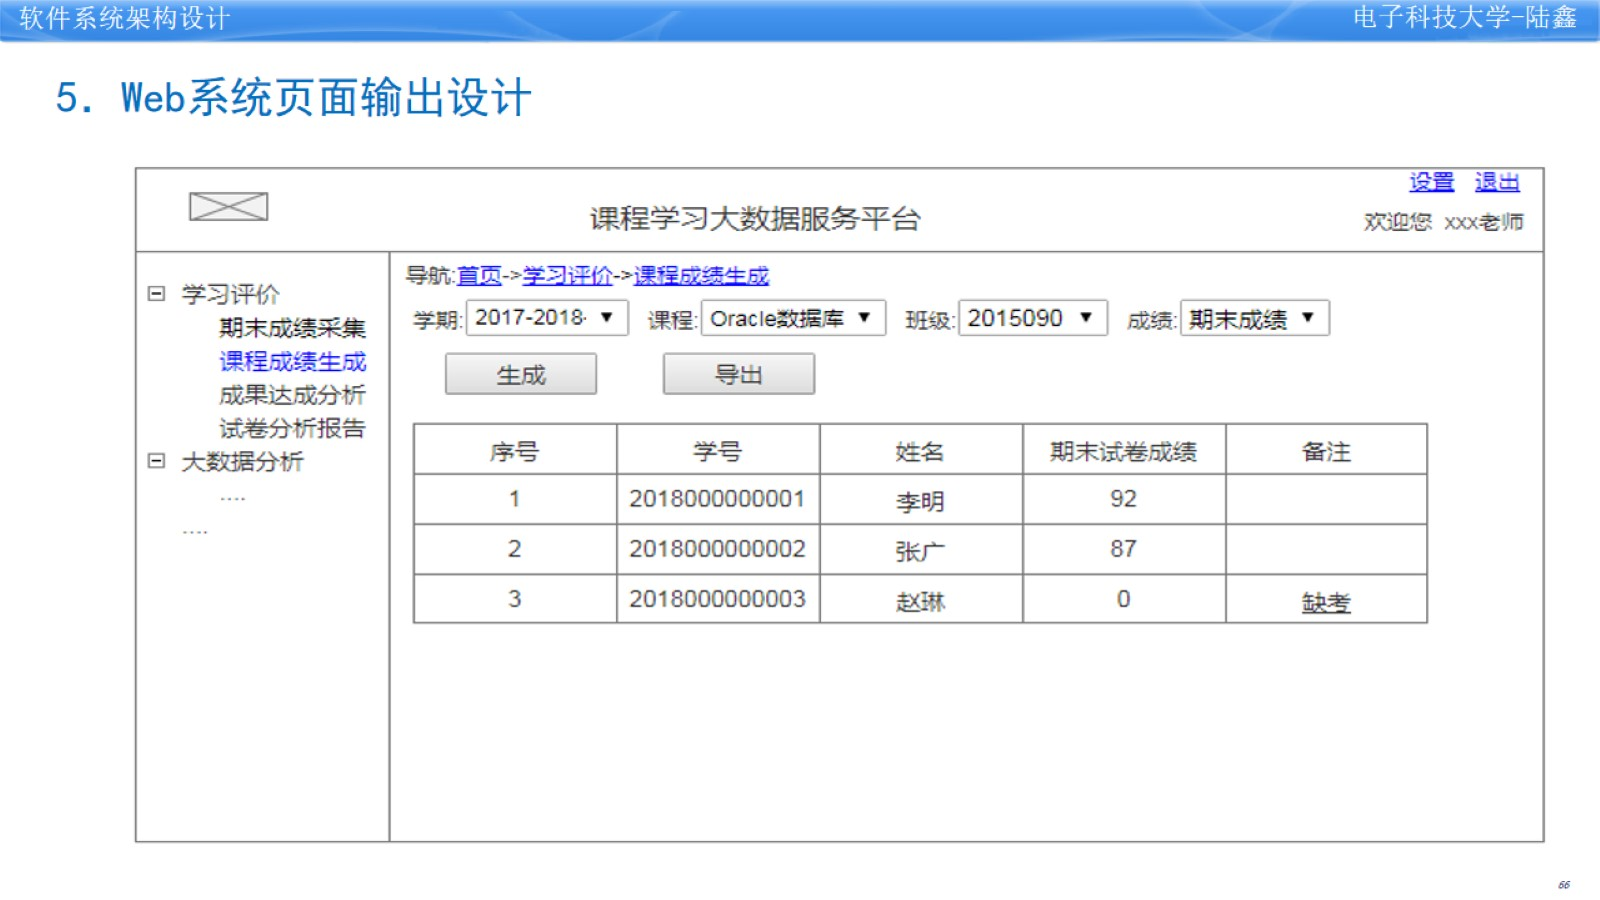 软件系统架构设计 电子科技大学-陆鑫
5. Web系统页面输出设计
设置 退出
课程学习大数据服务平台
欢迎您 xxx老师
学习评价
期末成绩采集
课程成绩生成
成果达成分析
试卷分析报告
大数据分析
....
....
导航:首页->学习评价->课程成绩生成
学期: 2017-2018- 课程: Oracle数据库 班级: 2015090 成绩: 期末成绩
生成 导出
序号 学号 姓名 期末试卷成绩 备注
1 2018000000001 李明 92
2 2018000000002 张广 87
3 2018000000003 赵琳 0 缺考
66